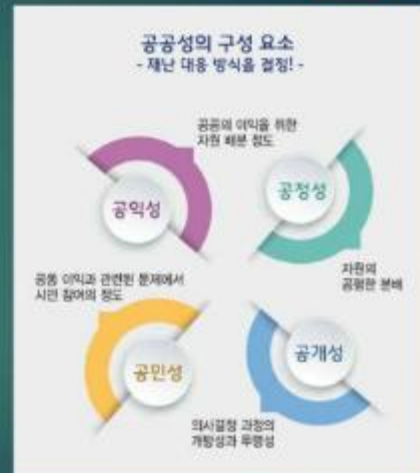 공공성의 구성 요소
- 재난 대응 방식을 결정! -
공공의 이익을 위한
자원 배분 정도
공익성
공정성
자원의
공평한 분배
공동 이익과 관련된 문제에서
시민 참여의 정도
공민성
공개성
의사결정 과정의
개방성과 투명성